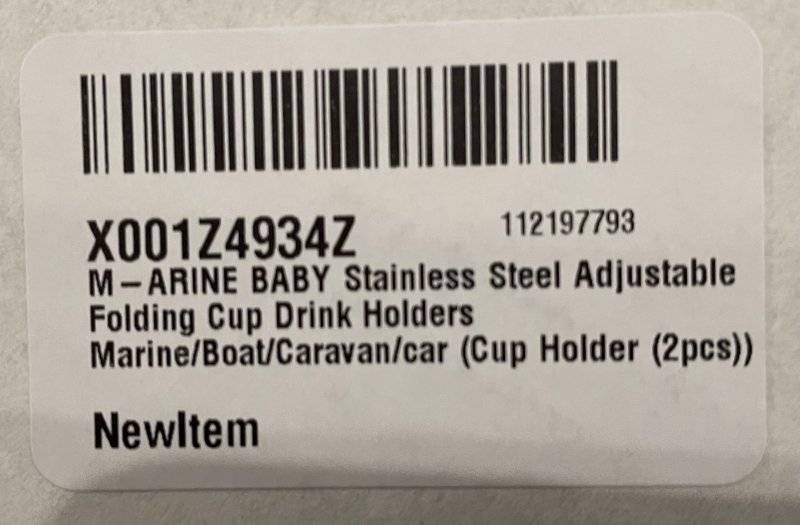 X001Z4934Z 112197793
M-ARINE BABY Stainless Steel Adjustable
Folding Cup Drink Holders
Marine/Boat/Caravan/car (Cup Holder (2pcs))
NewItem